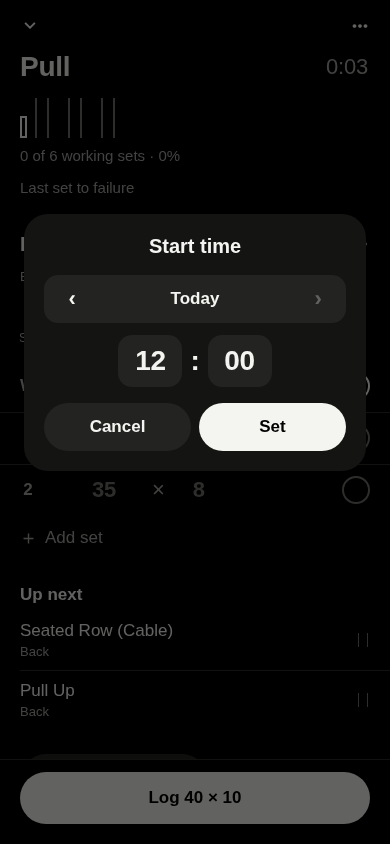 Pull
0:03
0 of 6 working sets · 0%
Last set to failure
Start time
‹ Today ›
12 : 00
Cancel
Set
2 35 × 8
+ Add set
Up next
Seated Row (Cable)
Back
Pull Up
Back
Log 40 × 10